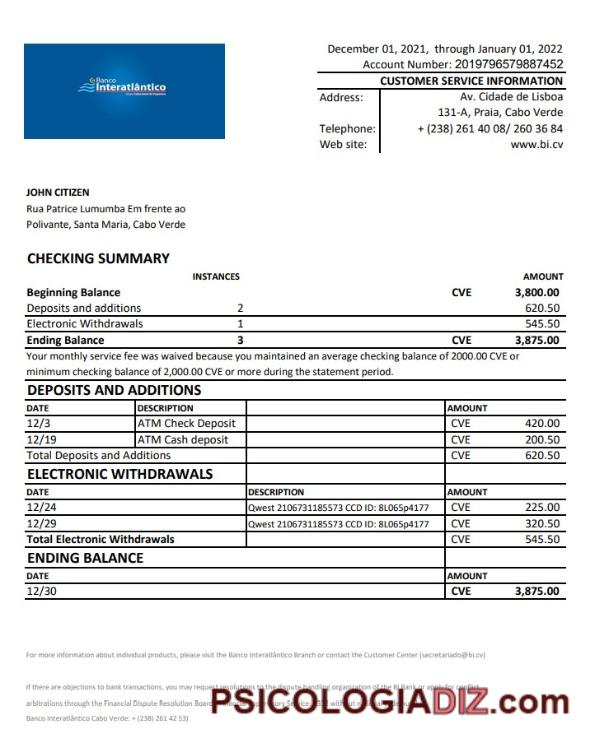 Banco
Interatlântico
December 01, 2021, through January 01, 2022
Account Number: 2019796579887452
CUSTOMER SERVICE INFORMATION
Address: Av. Cidade de Lisboa
131-A, Praia, Cabo Verde
Telephone: + (238) 261 40 08/ 260 36 84
Web site: www.bi.cv
JOHN CITIZEN
Rua Patrice Lumumba Em frente ao
Polivante, Santa Maria, Cabo Verde
CHECKING SUMMARY
INSTANCES AMOUNT
Beginning Balance CVE 3,800.00
Deposits and additions 2 620.50
Electronic Withdrawals 1 545.50
Ending Balance 3 CVE 3,875.00
Your monthly service fee was waived because you maintained an average checking balance of 2000.00 CVE or
minimum checking balance of 2,000.00 CVE or more during the statement period.
DEPOSITS AND ADDITIONS
DATE DESCRIPTION AMOUNT
12/3 ATM Check Deposit CVE 420.00
12/19 ATM Cash deposit CVE 200.50
Total Deposits and Additions CVE 620.50
ELECTRONIC WITHDRAWALS
DATE DESCRIPTION AMOUNT
12/24 Qwest 2106731185573 CCD ID: 8L065p4177 CVE 225.00
12/29 Qwest 2106731185573 CCD ID: 8L065p4177 CVE 320.50
Total Electronic Withdrawals CVE 545.50
ENDING BALANCE
DATE AMOUNT
12/30 CVE 3,875.00
For more information about individual products, please visit the Banco Interatlântico Branch or contact the Customer Center (secretariado@bi.cv)
If there are objections to bank transactions, you may request resolutions to the dispute handling organization of the BI Bank or apply for conflict
arbitrations through the Financial Dispute Resolution Board
PSICOLOGIADIZ.com
Banco Interatlântico Cabo Verde: + (238) 261 42 53)